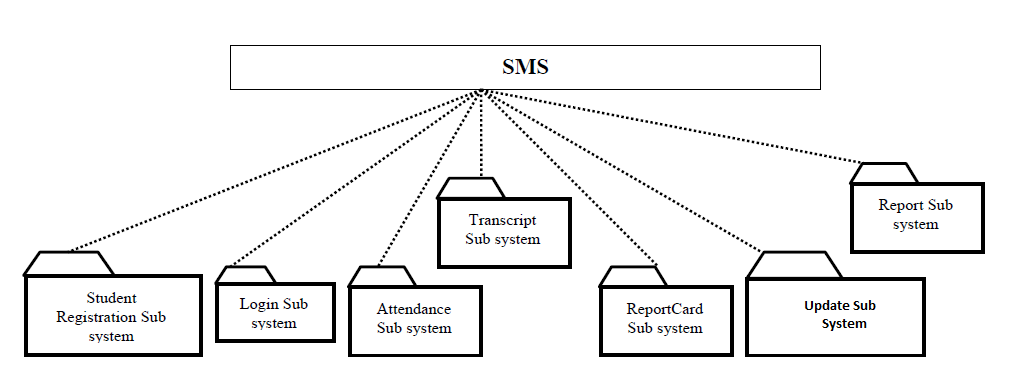 SMS
Report Sub
system
Transcript
Sub system
Student
Registration Sub
system
Login Sub
system
Attendance
Sub system
ReportCard
Sub system
Update Sub
System